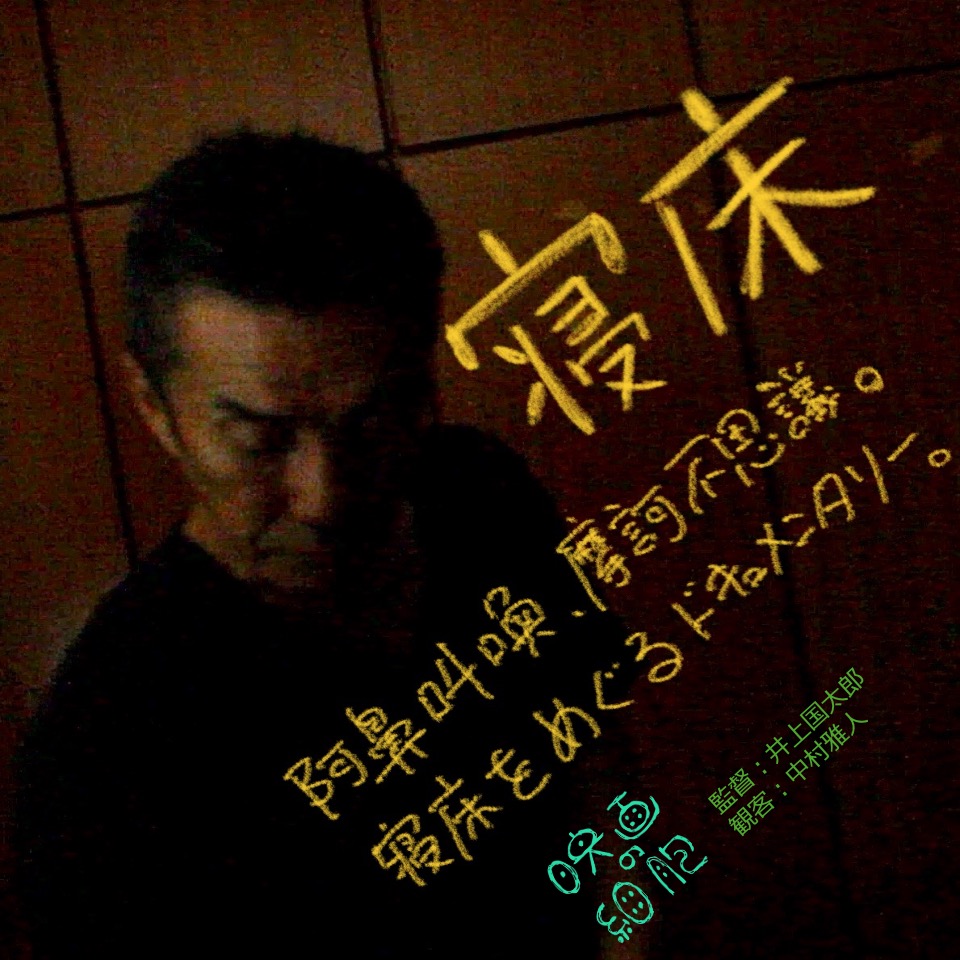 寝床
阿鼻叫喚、摩訶不思議。
寝床をめぐるドキュメンタリー。
監督：井上国太郎
観客：中村雅人
映画の
細胞